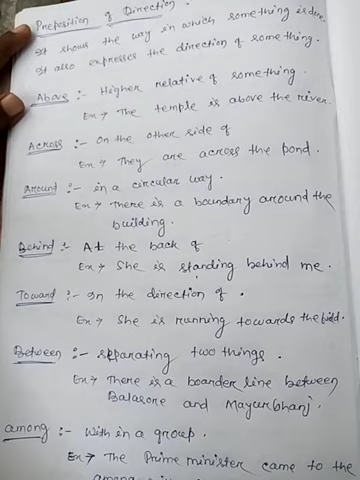 Preposition of Direction.
It shows the way in which something is done.
It also expresses the direction of something.
Above :- Higher relative of something.
Ex → The temple is above the river.
Across :- On the other side of
Ex → They are across the pond.
Around :- in a circular way.
Ex → There is a boundary around the
building.
Behind :- At the back of
Ex → She is standing behind me.
Toward :- In the direction of .
Ex → She is running towards the field.
Between :- separating two things .
Ex → There is a boander line between
Balasore and Mayurbhanj.
among :- with in a group.
Ex → The Prime minister came to the
among